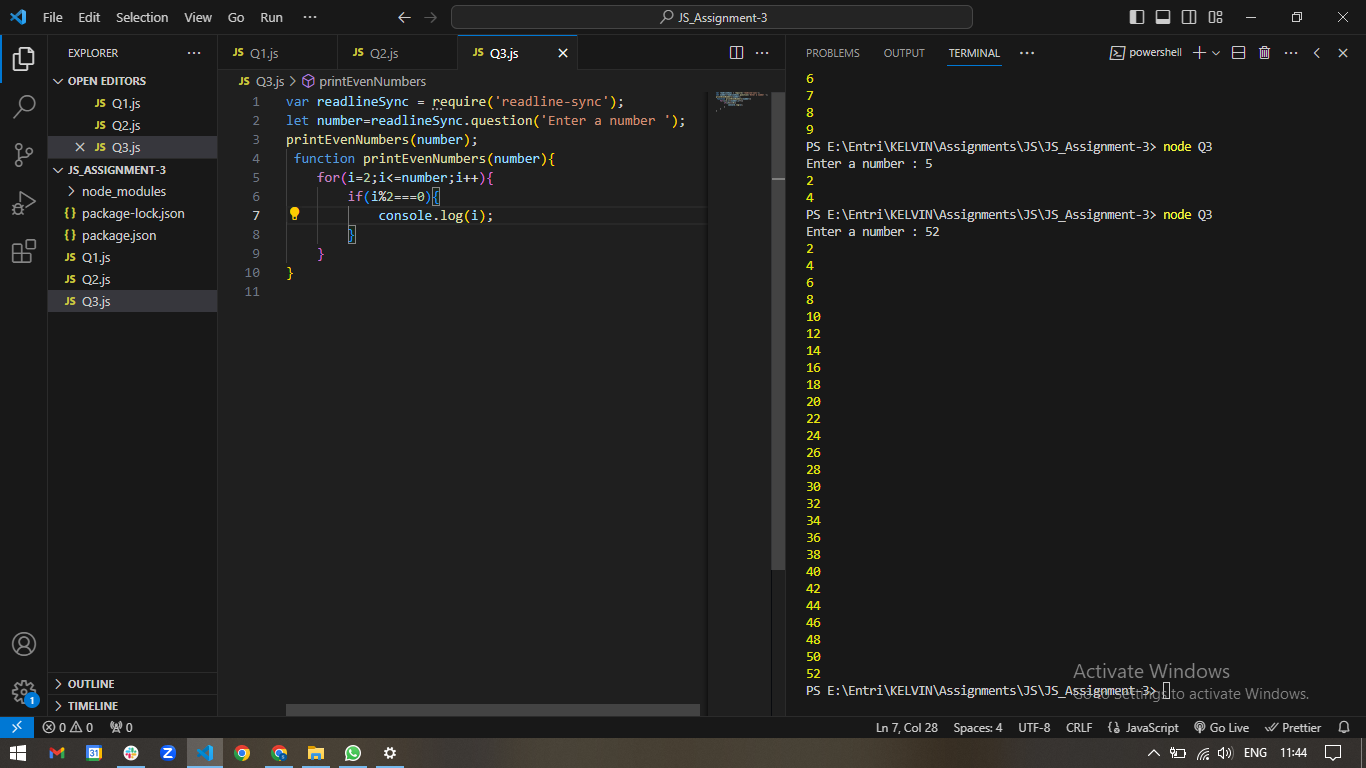 File Edit Selection View Go Run ··· JS_Assignment-3
EXPLORER ···
OPEN EDITORS
JS Q1.js
JS Q2.js
JS Q3.js
JS_ASSIGNMENT-3
node_modules
{} package-lock.json
{} package.json
JS Q1.js
JS Q2.js
JS Q3.js
OUTLINE
TIMELINE
JS Q1.js JS Q2.js JS Q3.js
JS Q3.js > printEvenNumbers
1 var readlineSync = require('readline-sync');
2 let number=readlineSync.question('Enter a number ');
3 printEvenNumbers(number);
4 function printEvenNumbers(number){
5 for(i=2;i<=number;i++){
6 if(i%2===0){
7 console.log(i);
8 }
9 }
10 }
11
PROBLEMS OUTPUT TERMINAL ··· powershell
6
7
8
9
PS E:\Entri\KELVIN\Assignments\JS\JS_Assignment-3> node Q3
Enter a number : 5
2
4
PS E:\Entri\KELVIN\Assignments\JS\JS_Assignment-3> node Q3
Enter a number : 52
2
4
6
8
10
12
14
16
18
20
22
24
26
28
30
32
34
36
38
40
42
44
46
48
50
52
PS E:\Entri\KELVIN\Assignments\JS\JS_Assignment-3>
Activate Windows
Go to Settings to activate Windows.
1
0 0 0 Ln 7, Col 28 Spaces: 4 UTF-8 CRLF {} JavaScript Go Live Prettier
31 Z ENG 11:44